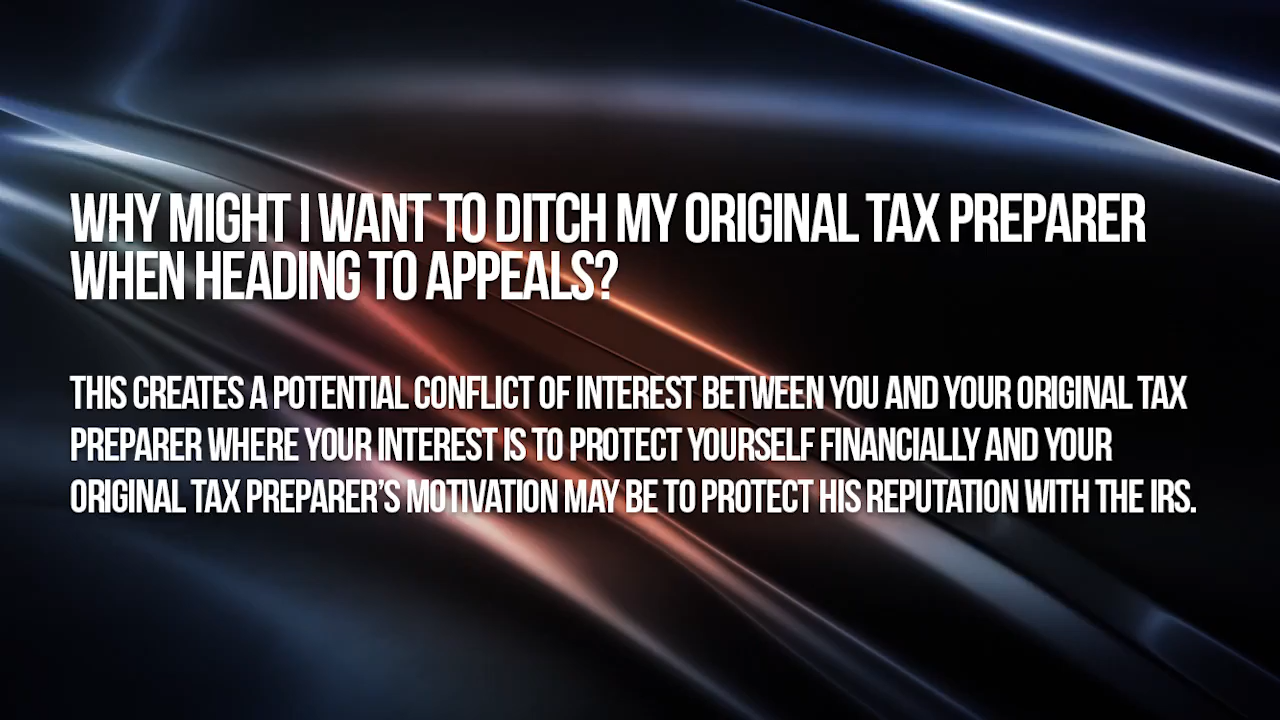 WHY MIGHT I WANT TO DITCH MY ORIGINAL TAX PREPARER
WHEN HEADING TO APPEALS?
THIS CREATES A POTENTIAL CONFLICT OF INTEREST BETWEEN YOU AND YOUR ORIGINAL TAX
PREPARER WHERE YOUR INTEREST IS TO PROTECT YOURSELF FINANCIALLY AND YOUR
ORIGINAL TAX PREPARER’S MOTIVATION MAY BE TO PROTECT HIS REPUTATION WITH THE IRS.